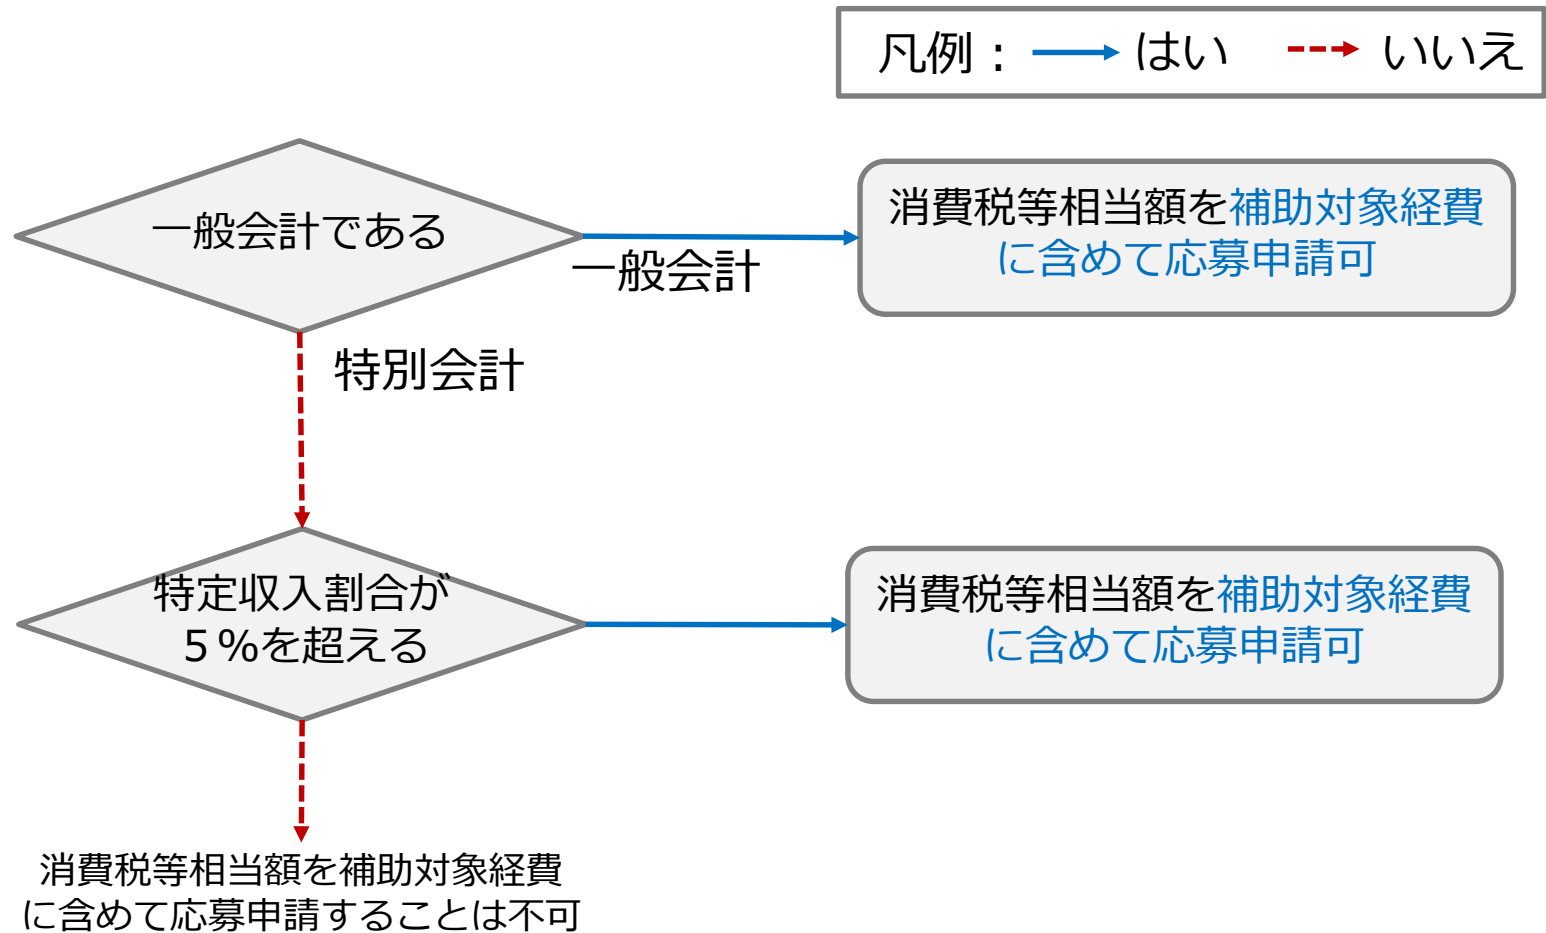 凡例： はい いいえ
一般会計である
消費税等相当額を補助対象経費
に含めて応募申請可
一般会計
特別会計
特定収入割合が
５％を超える
消費税等相当額を補助対象経費
に含めて応募申請可
消費税等相当額を補助対象経費
に含めて応募申請することは不可